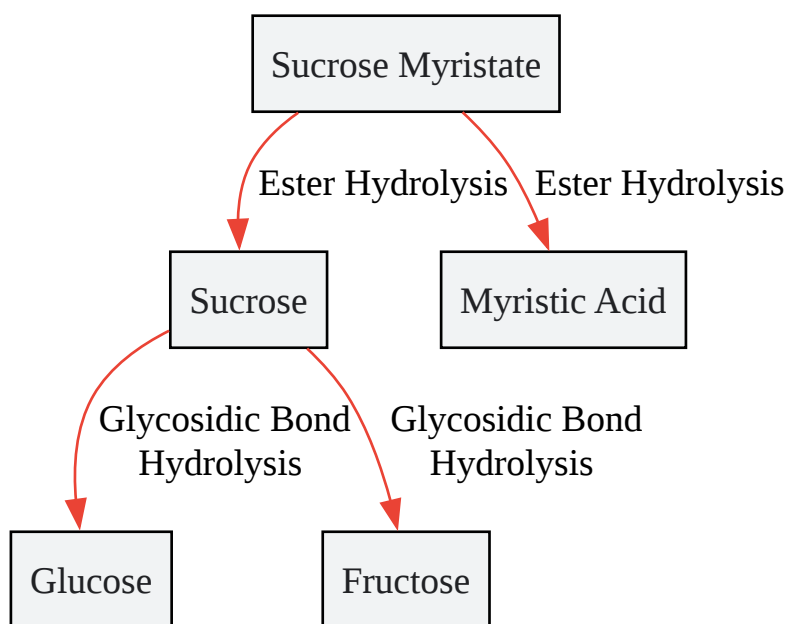 Sucrose Myristate
Ester Hydrolysis
Ester Hydrolysis
Sucrose
Myristic Acid
Glycosidic Bond
Hydrolysis
Glycosidic Bond
Hydrolysis
Glucose
Fructose